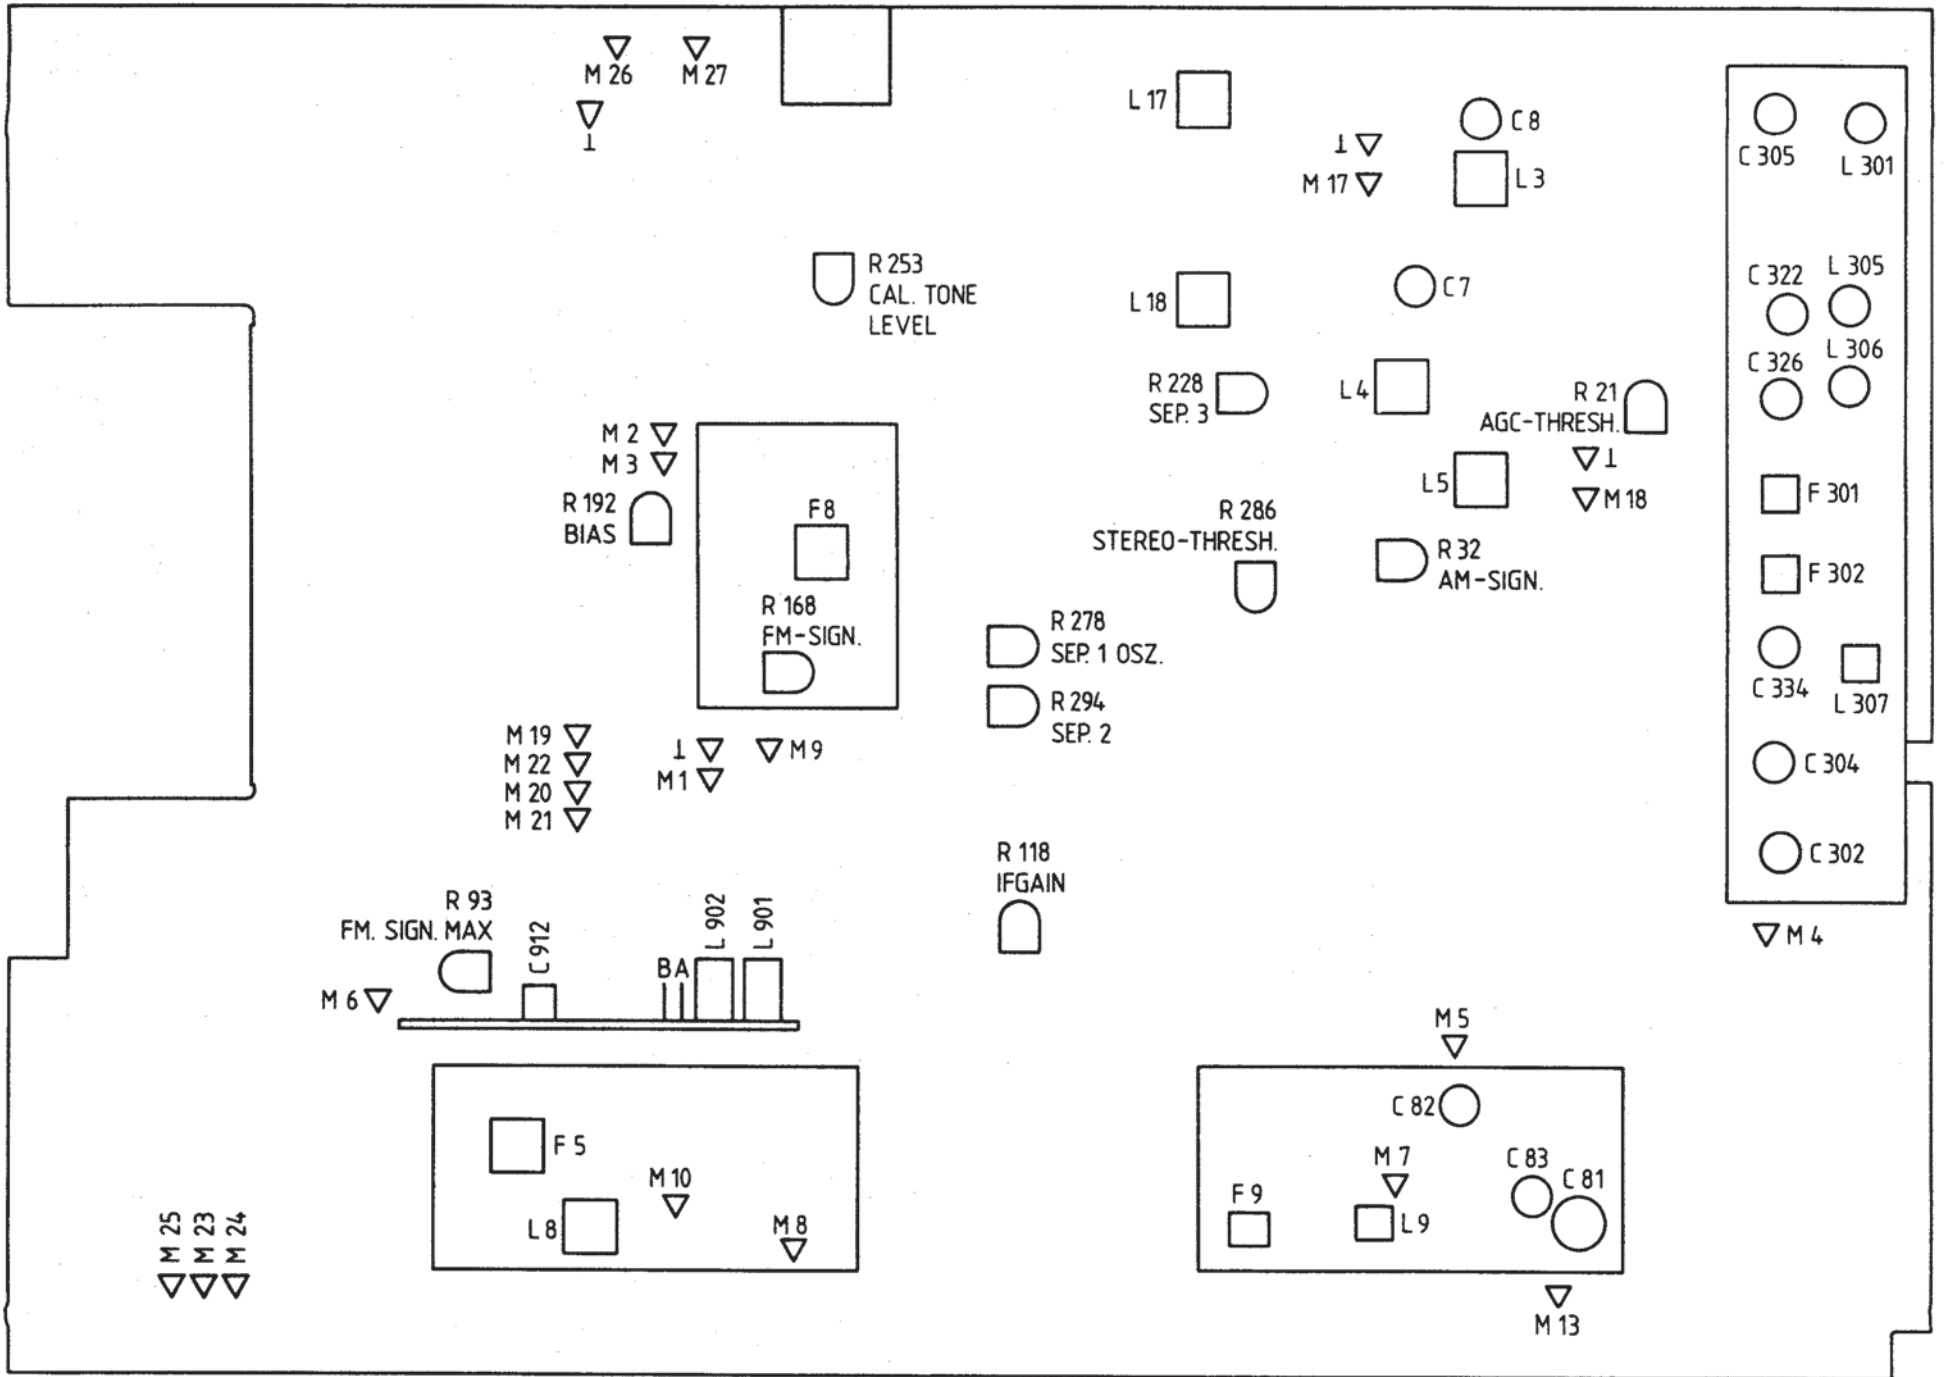 M 26
M 27
⊥
L 17
C 8
⊥
M 17
L 3
C 305
L 301
R 253
CAL. TONE
LEVEL
L 18
C 7
C 322
L 305
C 326
L 306
R 228
SEP. 3
L 4
R 21
AGC-THRESH.
⊥
M 18
M 2
M 3
R 192
BIAS
F 8
L 5
F 301
R 286
STEREO-THRESH.
R 32
AM-SIGN.
F 302
R 168
FM-SIGN.
R 278
SEP. 1 OSZ.
R 294
SEP. 2
C 334
L 307
M 19
M 22
M 20
M 21
⊥
M 1
M 9
C 304
C 302
R 118
IFGAIN
R 93
FM. SIGN. MAX
C 912
B A
L 902
L 901
M 4
M 6
M 5
C 82
F 5
M 10
L 8
M 8
M 7
C 83
C 81
F 9
L 9
M 25
M 23
M 24
M 13